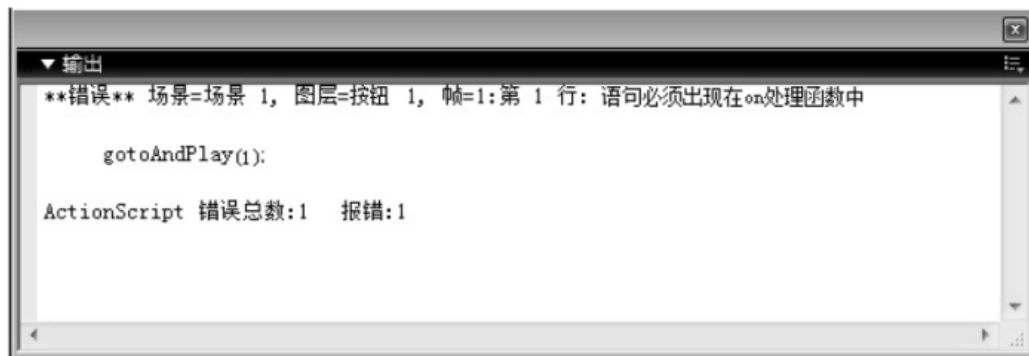 输出
**错误** 场景=场景 1, 图层=按钮 1, 帧=1:第 1 行: 语句必须出现在on处理函数中
gotoAndPlay(1);
ActionScript 错误总数:1 报错:1